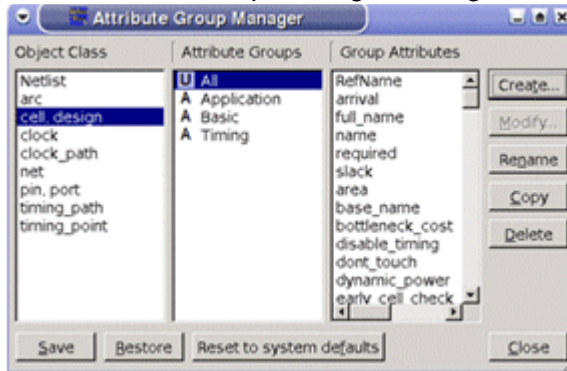 Attribute Group Manager
Object Class
Attribute Groups
Group Attributes
Netlist
arc
cell, design
clock
clock_path
net
pin, port
timing_path
timing_point
U All
A Application
A Basic
A Timing
RefName
arrival
full_name
name
required
slack
area
base_name
bottleneck_cost
disable_timing
dont_touch
dynamic_power
early_cell_check
Create...
Modify...
Rename
Copy
Delete
Save
Restore
Reset to system defaults
Close